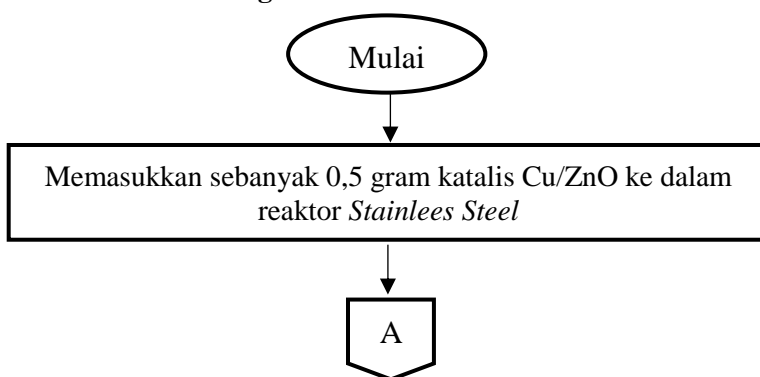 Mulai
Memasukkan sebanyak 0,5 gram katalis Cu/ZnO ke dalam
reaktor Stainlees Steel
A